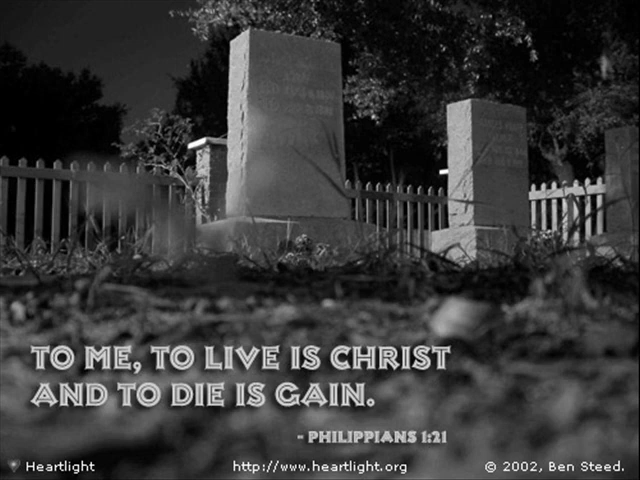 TO ME, TO LIVE IS CHRIST
AND TO DIE IS GAIN.
- PHILIPPIANS 1:21
Heartlight http://www.heartlight.org © 2002, Ben Steed.